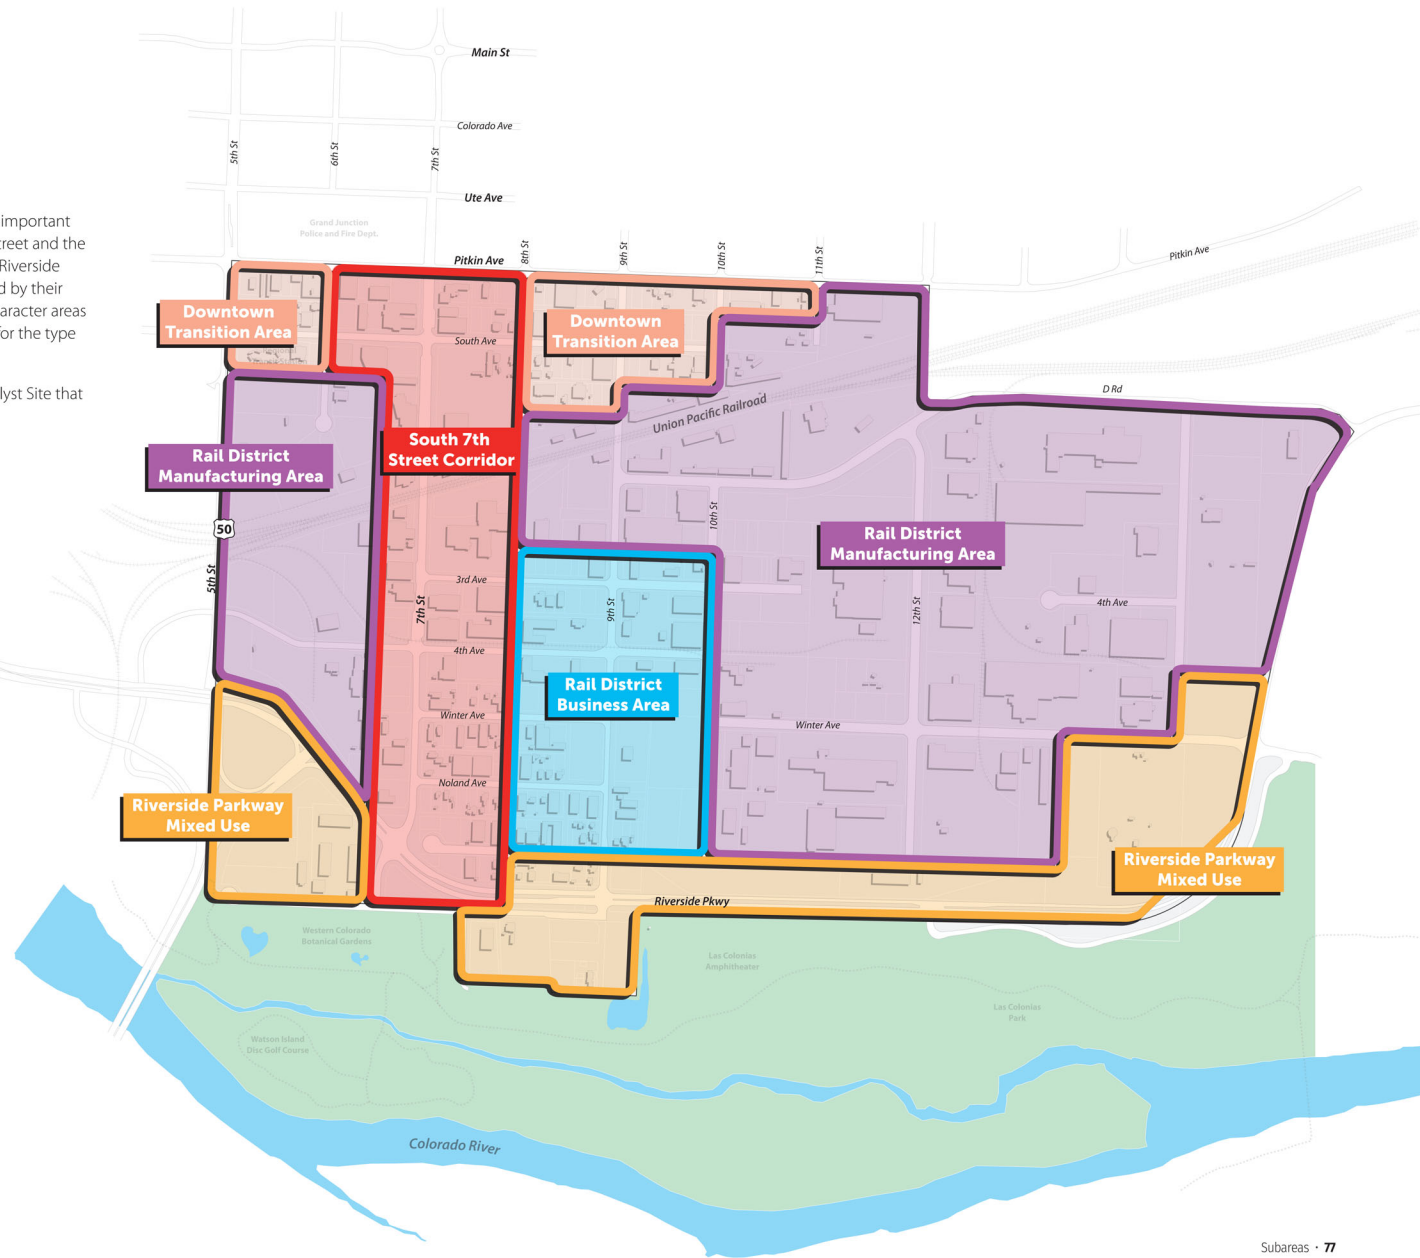 important
reet and the
Riverside
d by their
aracter areas
or the type
lyst Site that
Main St
Colorado Ave
5th St
6th St
7th St
Ute Ave
Grand Junction
Police and Fire Dept.
Pitkin Ave
8th St
9th St
10th St
11th St
Pitkin Ave
Downtown
Transition Area
Downtown
Transition Area
South Ave
D Rd
Union Pacific Railroad
South 7th
Street Corridor
Rail District
Manufacturing Area
50
10th St
Rail District
Manufacturing Area
5th St
3rd Ave
7th St
9th St
12th St
4th Ave
4th Ave
Rail District
Business Area
Winter Ave
Winter Ave
Noland Ave
Riverside Parkway
Mixed Use
Riverside Parkway
Mixed Use
Riverside Pkwy
Western Colorado
Botanical Gardens
Las Colonias
Amphitheater
Las Colonias
Park
Watson Island
Disc Golf Course
Colorado River
Subareas · 77